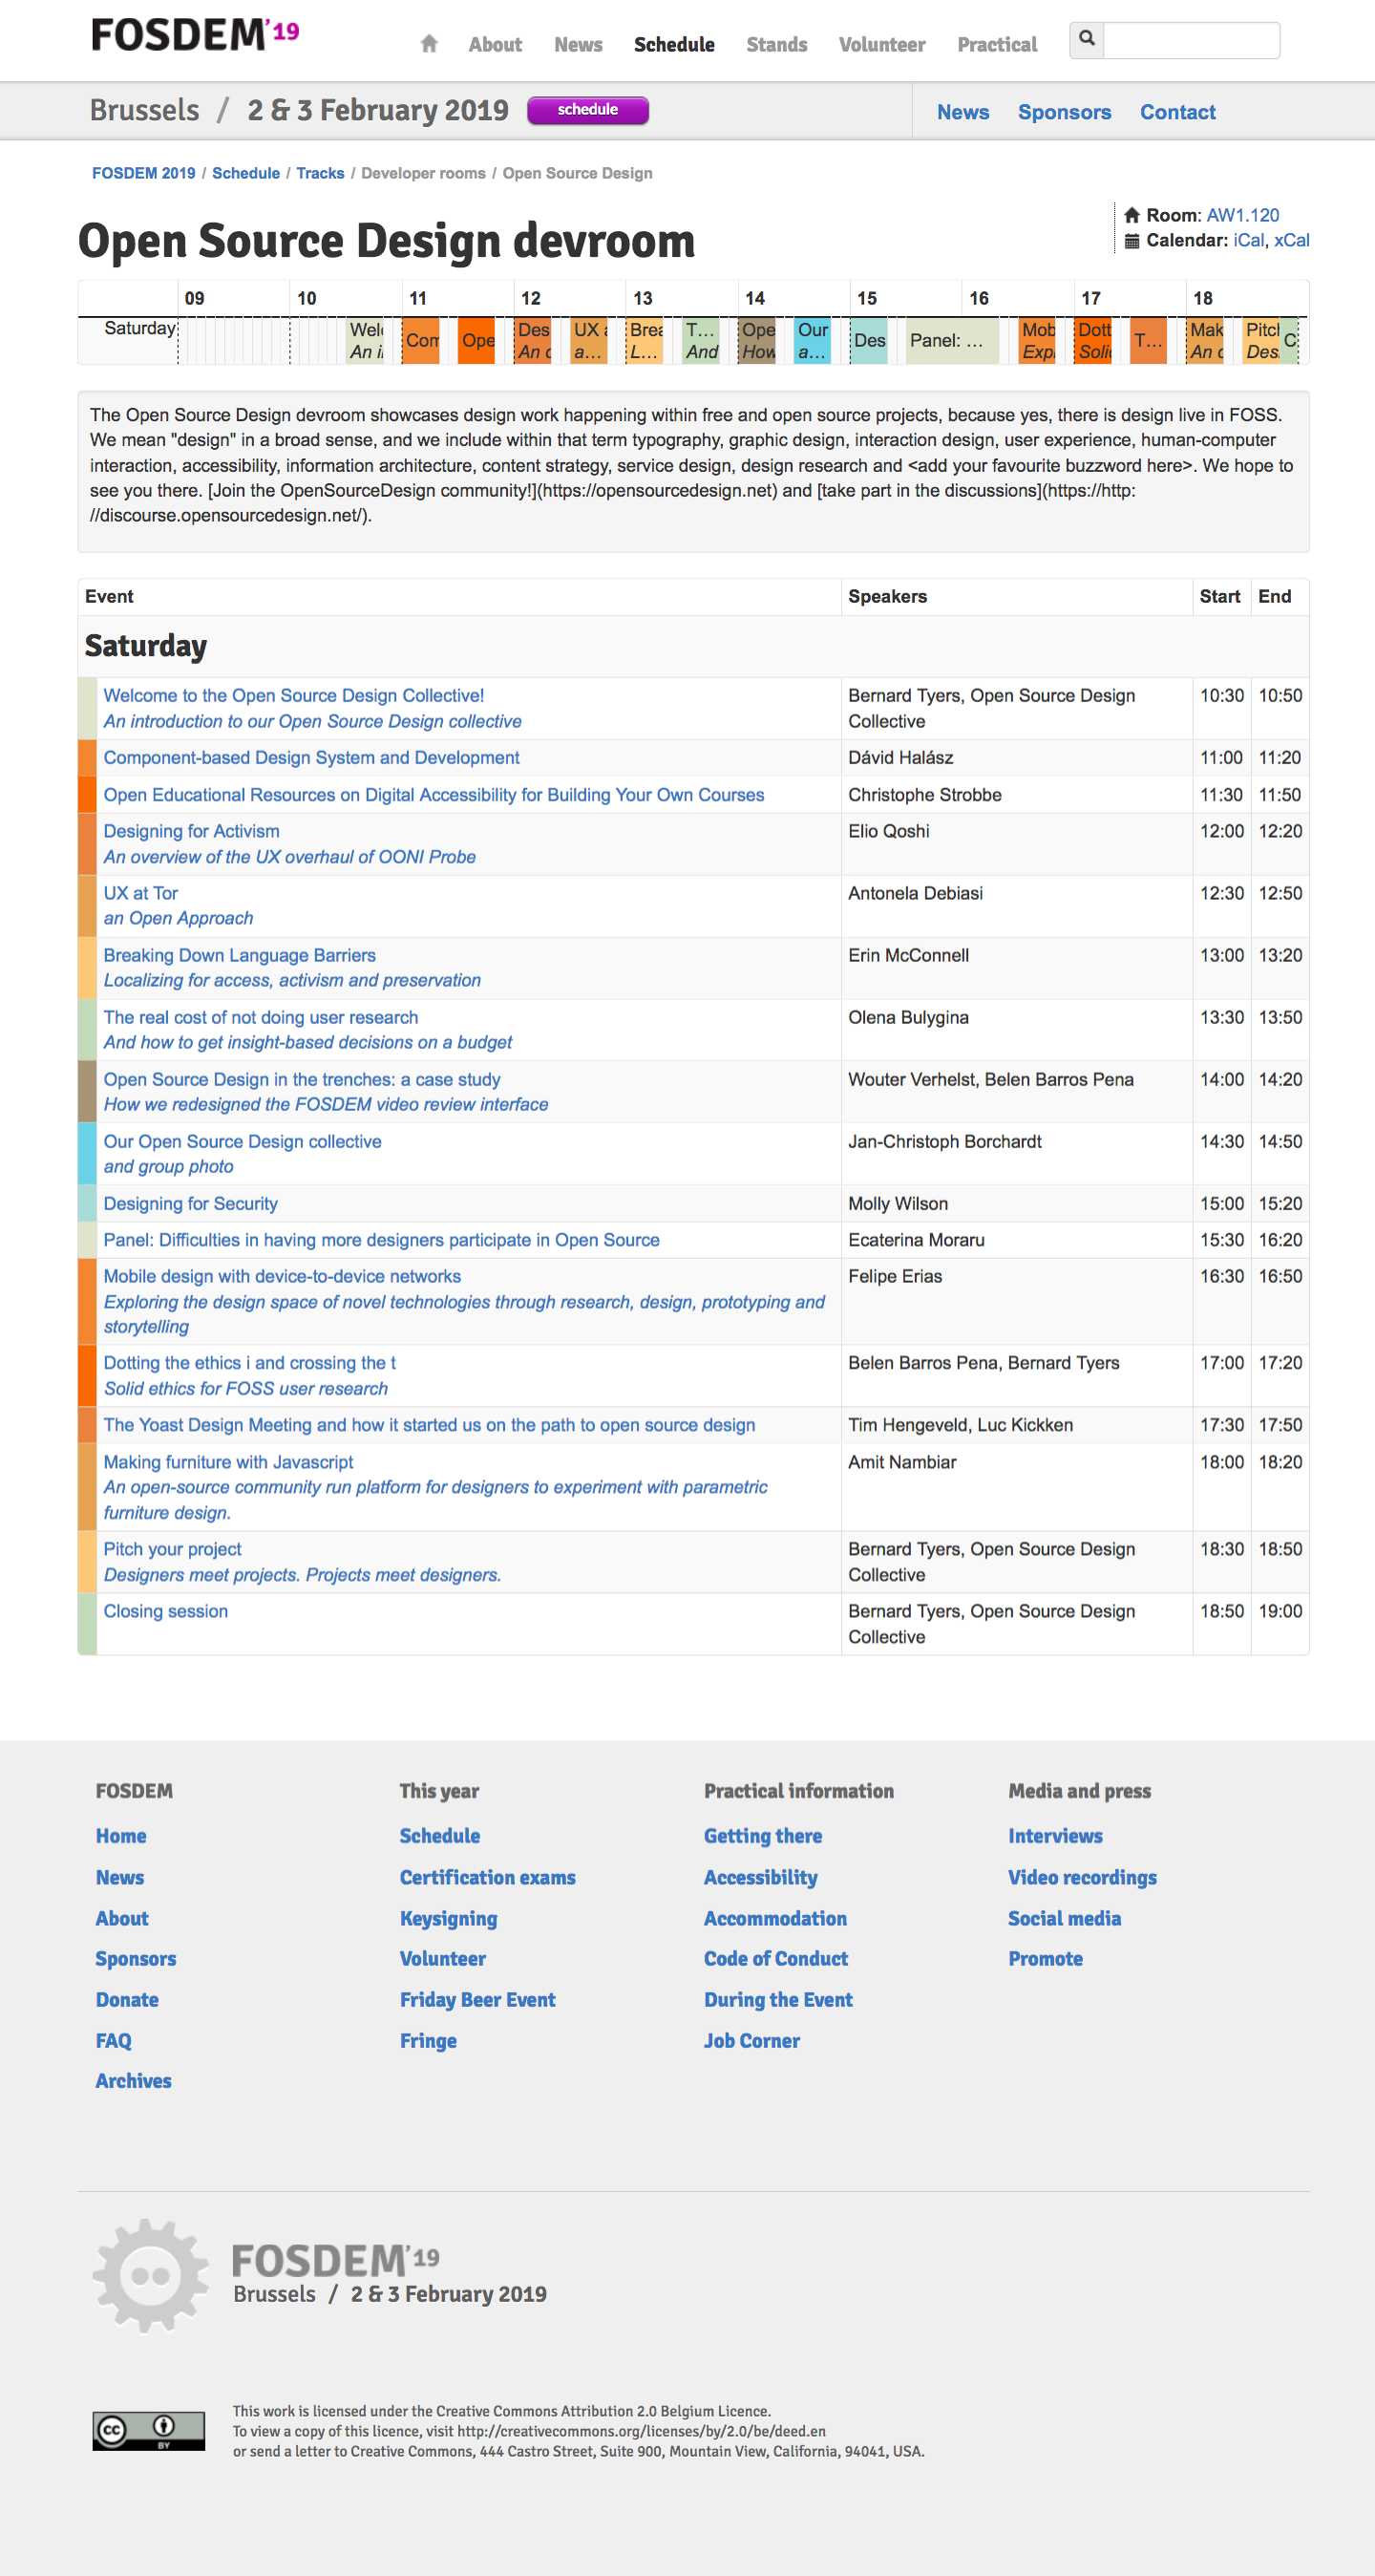 FOSDEM'19
About News Schedule Stands Volunteer Practical
Brussels / 2 & 3 February 2019 schedule News Sponsors Contact
FOSDEM 2019 / Schedule / Tracks / Developer rooms / Open Source Design
Room: AW1.120
Calendar: iCal, xCal
Open Source Design devroom
09 10 11 12 13 14 15 16 17 18
Saturday
Wel Com Ope Des UX Brea T… Ope Our Des Panel: … Mob Dott T… Mak Pitch C
An i An o a… L… And How a… Expl Soli An o Des
The Open Source Design devroom showcases design work happening within free and open source projects, because yes, there is design live in FOSS.
We mean "design" in a broad sense, and we include within that term typography, graphic design, interaction design, user experience, human-computer
interaction, accessibility, information architecture, content strategy, service design, design research and <add your favourite buzzword here>. We hope to
see you there. [Join the OpenSourceDesign community!](https://opensourcedesign.net) and [take part in the discussions](https://http:
//discourse.opensourcedesign.net/).
Event Speakers Start End
Saturday
Welcome to the Open Source Design Collective! Bernard Tyers, Open Source Design 10:30 10:50
An introduction to our Open Source Design collective Collective
Component-based Design System and Development Dávid Halász 11:00 11:20
Open Educational Resources on Digital Accessibility for Building Your Own Courses Christophe Strobbe 11:30 11:50
Designing for Activism Elio Qoshi 12:00 12:20
An overview of the UX overhaul of OONI Probe
UX at Tor Antonela Debiasi 12:30 12:50
an Open Approach
Breaking Down Language Barriers Erin McConnell 13:00 13:20
Localizing for access, activism and preservation
The real cost of not doing user research Olena Bulygina 13:30 13:50
And how to get insight-based decisions on a budget
Open Source Design in the trenches: a case study Wouter Verhelst, Belen Barros Pena 14:00 14:20
How we redesigned the FOSDEM video review interface
Our Open Source Design collective Jan-Christoph Borchardt 14:30 14:50
and group photo
Designing for Security Molly Wilson 15:00 15:20
Panel: Difficulties in having more designers participate in Open Source Ecaterina Moraru 15:30 16:20
Mobile design with device-to-device networks Felipe Erias 16:30 16:50
Exploring the design space of novel technologies through research, design, prototyping and
storytelling
Dotting the ethics i and crossing the t Belen Barros Pena, Bernard Tyers 17:00 17:20
Solid ethics for FOSS user research
The Yoast Design Meeting and how it started us on the path to open source design Tim Hengeveld, Luc Kickken 17:30 17:50
Making furniture with Javascript Amit Nambiar 18:00 18:20
An open-source community run platform for designers to experiment with parametric
furniture design.
Pitch your project Bernard Tyers, Open Source Design 18:30 18:50
Designers meet projects. Projects meet designers. Collective
Closing session Bernard Tyers, Open Source Design 18:50 19:00
Collective
FOSDEM This year Practical information Media and press
Home Schedule Getting there Interviews
News Certification exams Accessibility Video recordings
About Keysigning Accommodation Social media
Sponsors Volunteer Code of Conduct Promote
Donate Friday Beer Event During the Event
FAQ Fringe Job Corner
Archives
FOSDEM'19
Brussels / 2 & 3 February 2019
cc BY
This work is licensed under the Creative Commons Attribution 2.0 Belgium Licence.
To view a copy of this licence, visit http://creativecommons.org/licenses/by/2.0/be/deed.en
or send a letter to Creative Commons, 444 Castro Street, Suite 900, Mountain View, California, 94041, USA.